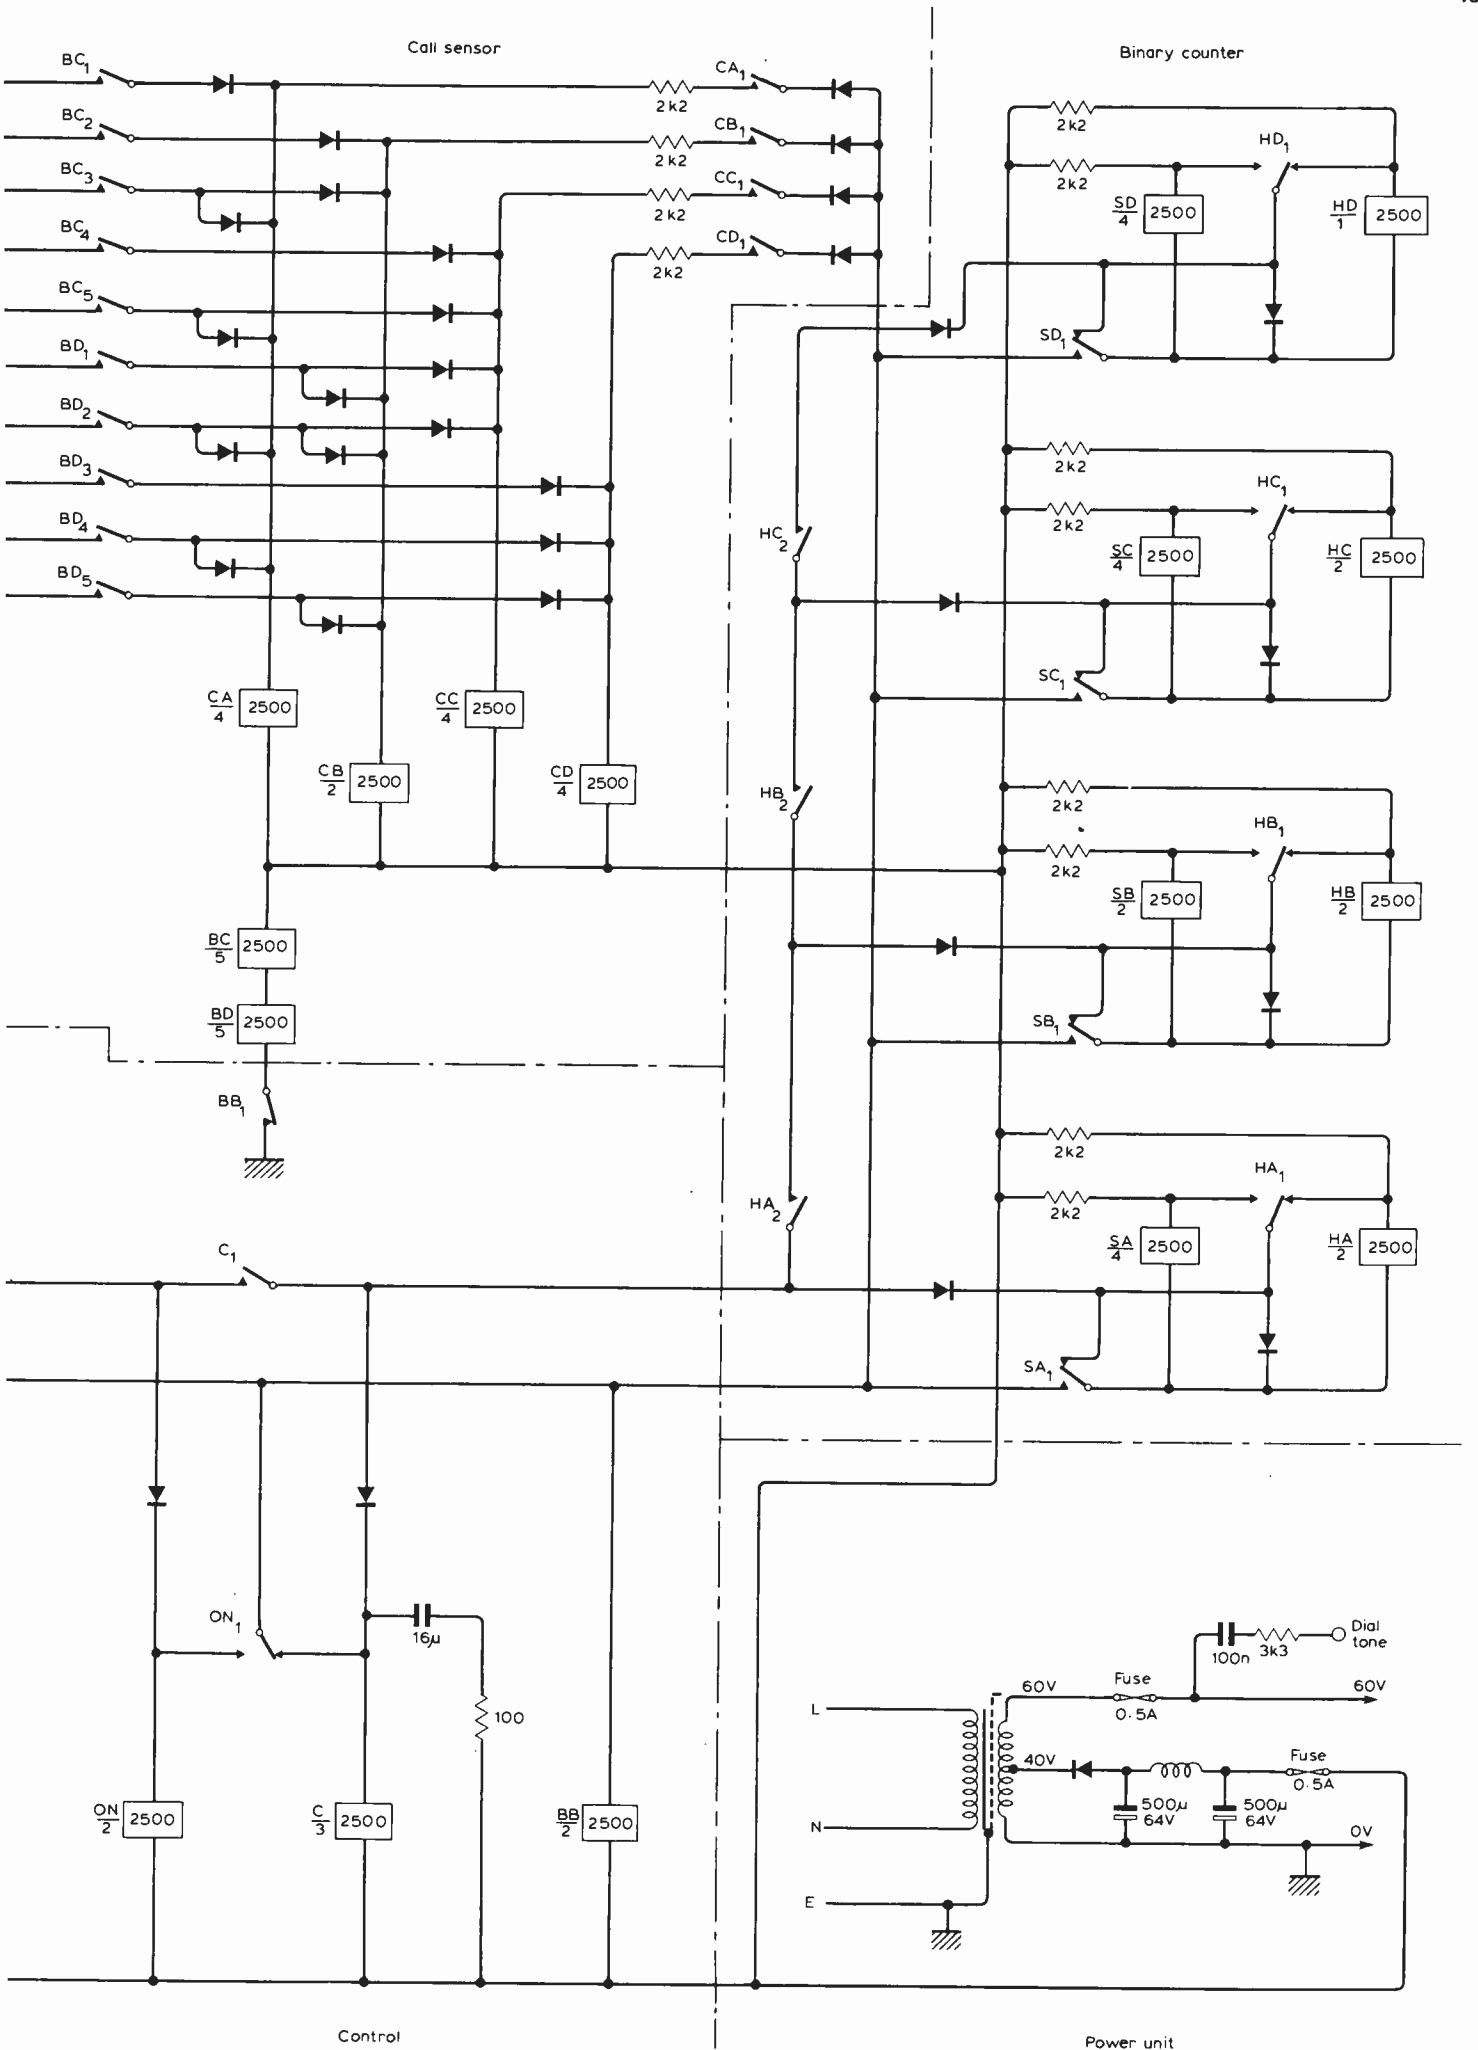 Call sensor
Binary counter
BC1
BC2
BC3
BC4
BC5
BD1
BD2
BD3
BD4
BD5
2k2
CA1
2k2
CB1
2k2
CC1
2k2
CD1
CA/4 2500
CB/2 2500
CC/4 2500
CD/4 2500
BC/5 2500
BD/5 2500
BB1
2k2
2k2
HD1
SD/4 2500
HD/1 2500
SD1
HC2
2k2
2k2
HC1
SC/4 2500
HC/2 2500
SC1
HB2
2k2
2k2
HB1
SB/2 2500
HB/2 2500
SB1
HA2
2k2
2k2
HA1
SA/4 2500
HA/2 2500
SA1
C1
ON1
16µ
100
ON/2 2500
C/3 2500
BB/2 2500
Control
L
N
E
60V
Fuse
0.5A
100n
3k3
Dial
tone
60V
40V
500µ
64V
500µ
64V
Fuse
0.5A
0V
Power unit